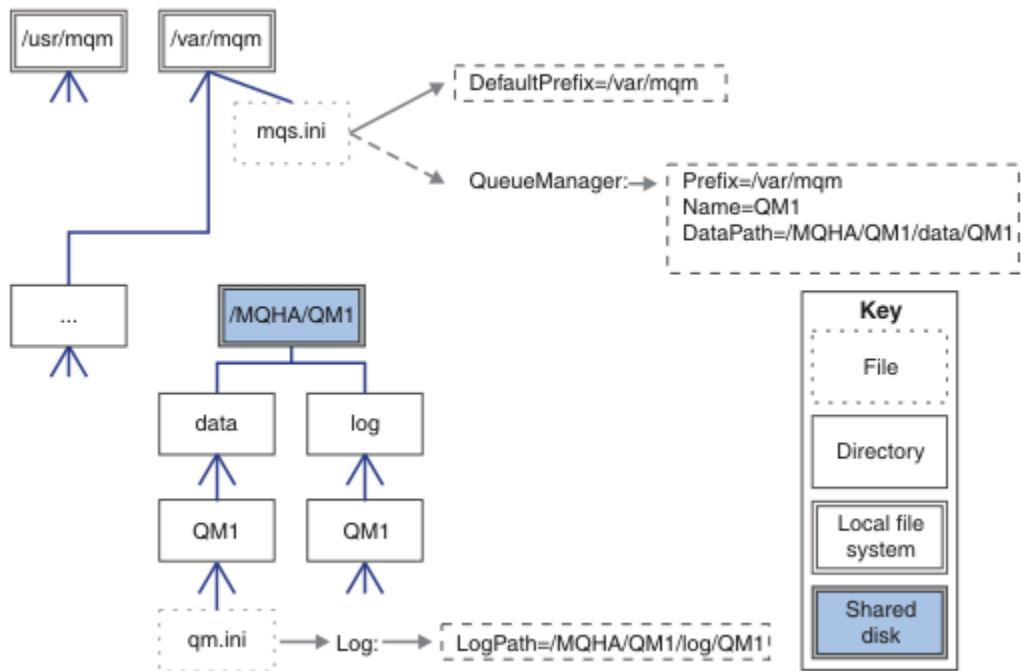 /usr/mqm
/var/mqm
DefaultPrefix=/var/mqm
mqs.ini
QueueManager:
Prefix=/var/mqm
Name=QM1
DataPath=/MQHA/QM1/data/QM1
...
/MQHA/QM1
data
log
QM1
QM1
qm.ini
Log:
LogPath=/MQHA/QM1/log/QM1
Key
File
Directory
Local file
system
Shared
disk